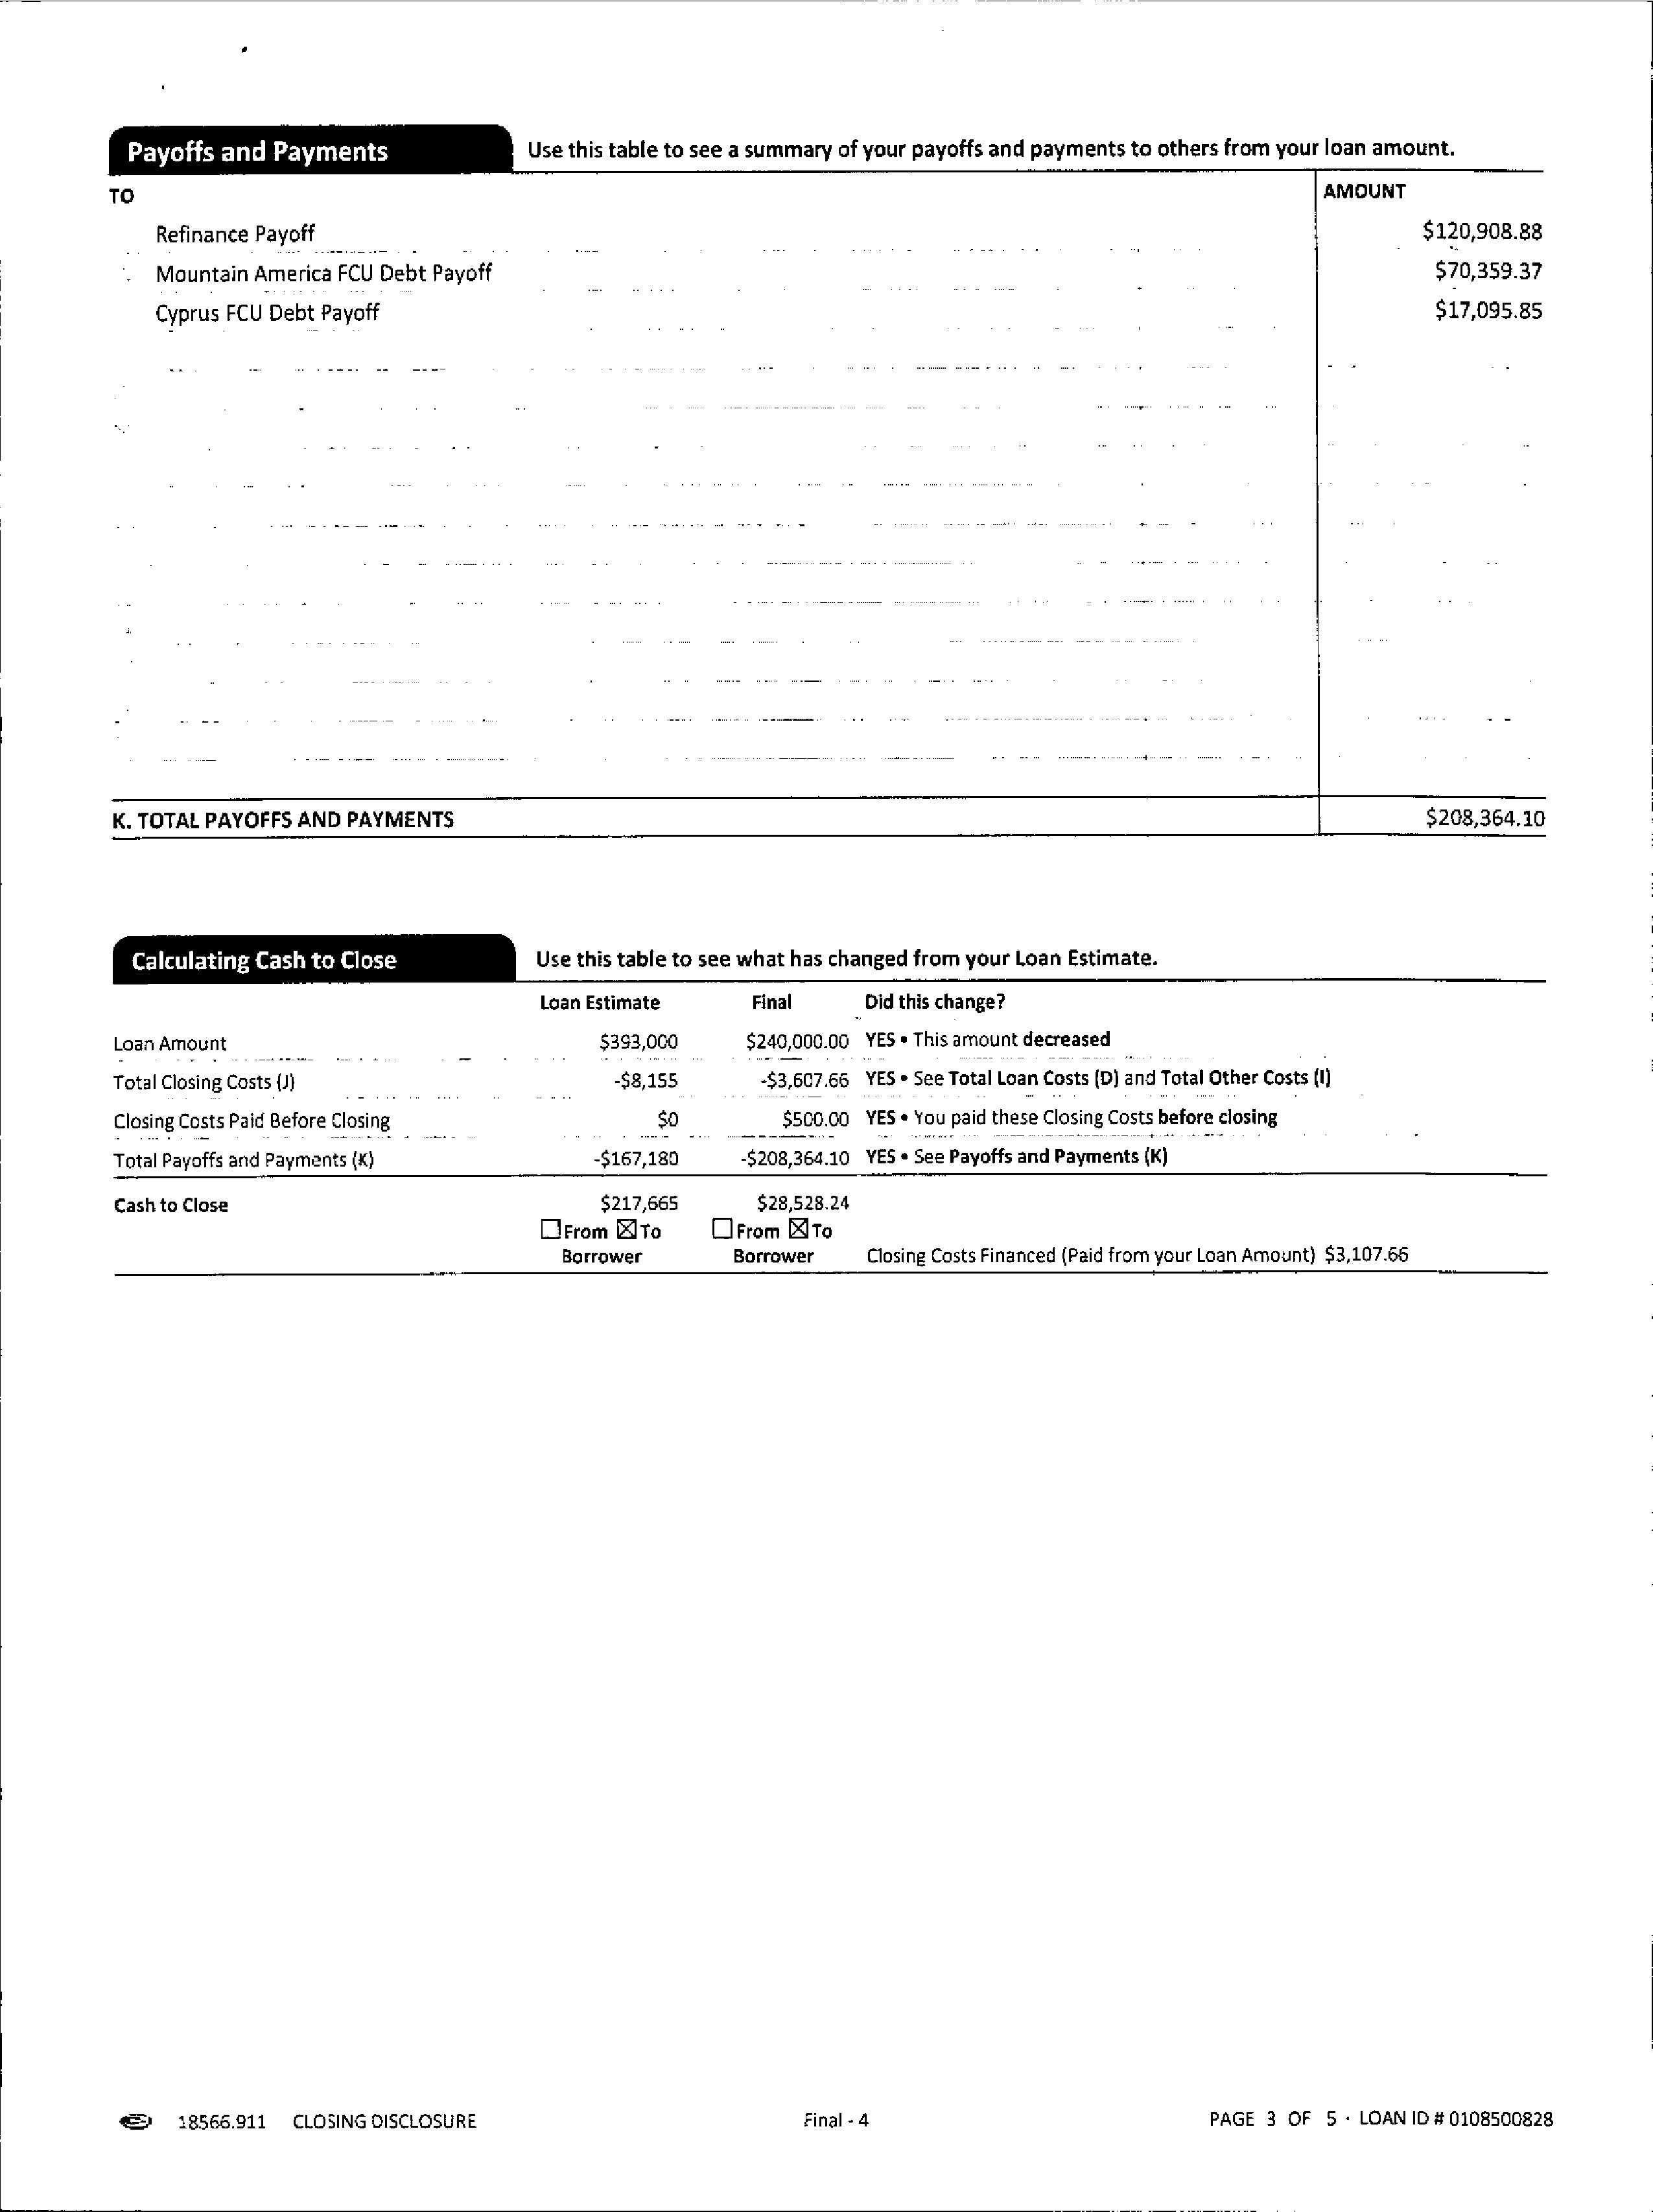 Payoffs and Payments Use this table to see a summary of your payoffs and payments to others from your loan amount.
TO AMOUNT
Refinance Payoff $120,908.88
Mountain America FCU Debt Payoff $70,359.37
Cyprus FCU Debt Payoff $17,095.85
K. TOTAL PAYOFFS AND PAYMENTS $208,364.10
Calculating Cash to Close Use this table to see what has changed from your Loan Estimate.
Loan Estimate Final Did this change?
Loan Amount $393,000 $240,000.00 YES • This amount decreased
Total Closing Costs (J) -$8,155 -$3,607.66 YES • See Total Loan Costs (D) and Total Other Costs (I)
Closing Costs Paid Before Closing $0 $500.00 YES • You paid these Closing Costs before closing
Total Payoffs and Payments (K) -$167,180 -$208,364.10 YES • See Payoffs and Payments (K)
Cash to Close $217,665 $28,528.24
☐ From ☒ To ☐ From ☒ To
Borrower Borrower Closing Costs Financed (Paid from your Loan Amount) $3,107.66
18566.911 CLOSING DISCLOSURE Final - 4 PAGE 3 OF 5 · LOAN ID # 0108500828